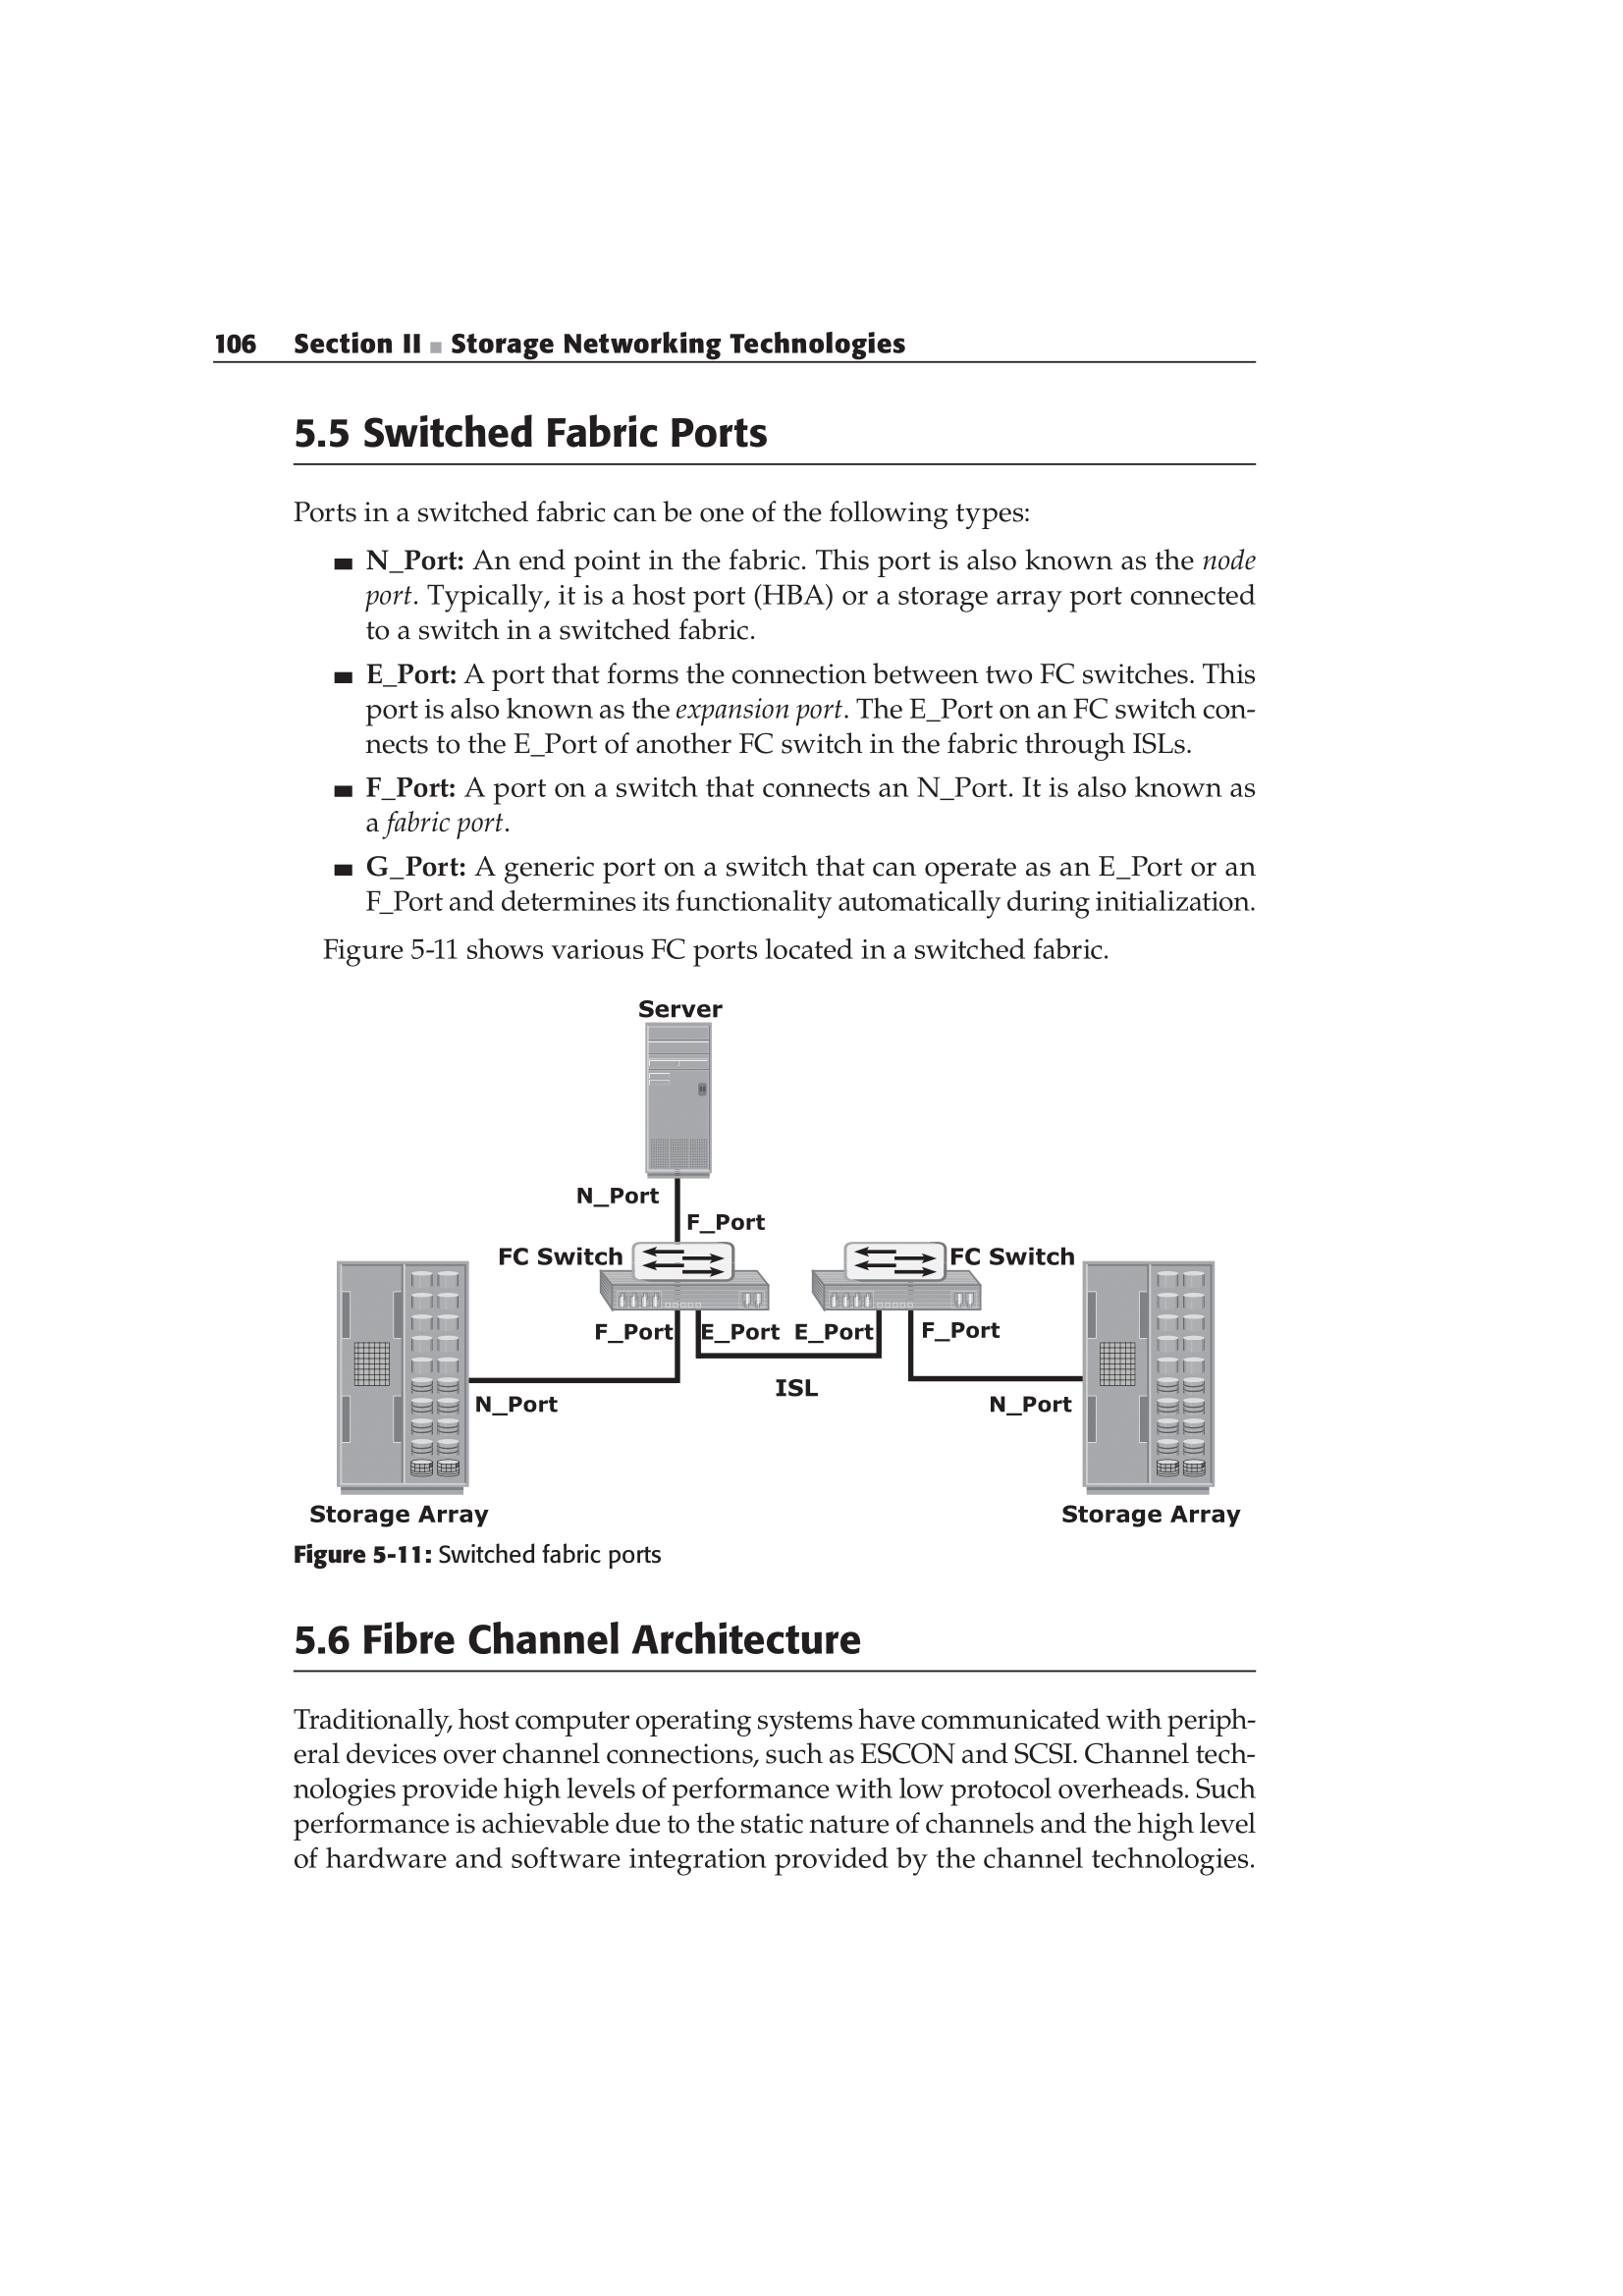 106 Section II ■ Storage Networking Technologies
5.5 Switched Fabric Ports
Ports in a switched fabric can be one of the following types:
■ N_Port: An end point in the fabric. This port is also known as the node
port. Typically, it is a host port (HBA) or a storage array port connected
to a switch in a switched fabric.
■ E_Port: A port that forms the connection between two FC switches. This
port is also known as the expansion port. The E_Port on an FC switch con-
nects to the E_Port of another FC switch in the fabric through ISLs.
■ F_Port: A port on a switch that connects an N_Port. It is also known as
a fabric port.
■ G_Port: A generic port on a switch that can operate as an E_Port or an
F_Port and determines its functionality automatically during initialization.
Figure 5-11 shows various FC ports located in a switched fabric.
Server
N_Port
F_Port
FC Switch FC Switch
F_Port E_Port E_Port F_Port
ISL
N_Port N_Port
Storage Array Storage Array
Figure 5-11: Switched fabric ports
5.6 Fibre Channel Architecture
Traditionally, host computer operating systems have communicated with periph-
eral devices over channel connections, such as ESCON and SCSI. Channel tech-
nologies provide high levels of performance with low protocol overheads. Such
performance is achievable due to the static nature of channels and the high level
of hardware and software integration provided by the channel technologies.